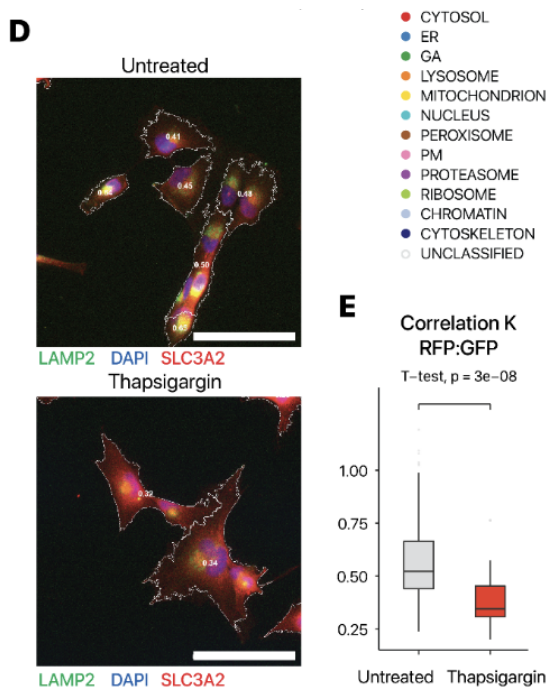 D
Untreated
0.41
0.45
0.48
0.50
0.63
LAMP2 DAPI SLC3A2
Thapsigargin
0.32
0.34
LAMP2 DAPI SLC3A2
CYTOSOL
ER
GA
LYSOSOME
MITOCHONDRION
NUCLEUS
PEROXISOME
PM
PROTEASOME
RIBOSOME
CHROMATIN
CYTOSKELETON
UNCLASSIFIED
E
Correlation K
RFP:GFP
T-test, p = 3e-08
1.00
0.75
0.50
0.25
Untreated Thapsigargin